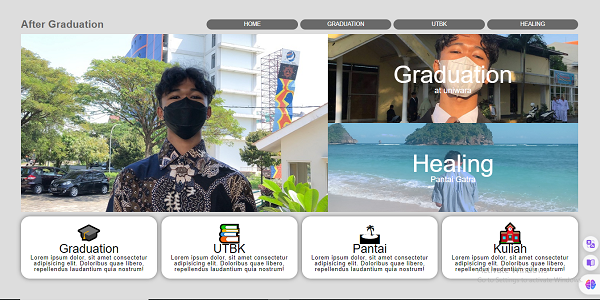 After Graduation
HOME
GRADUATION
UTBK
HEALING
Graduation
at uniwara
Healing
Pantai Gatra
Graduation
Lorem ipsum dolor, sit amet consectetur
adipisicing elit. Doloribus quae libero,
repellendus laudantium quia nostrum!
UTBK
Lorem ipsum dolor, sit amet consectetur
adipisicing elit. Doloribus quae libero,
repellendus laudantium quia nostrum!
Pantai
Lorem ipsum dolor, sit amet consectetur
adipisicing elit. Doloribus quae libero,
repellendus laudantium quia nostrum!
Kuliah
Lorem ipsum dolor, sit amet consectetur
adipisicing elit. Doloribus quae libero,
repellendus laudantium quia nostrum!